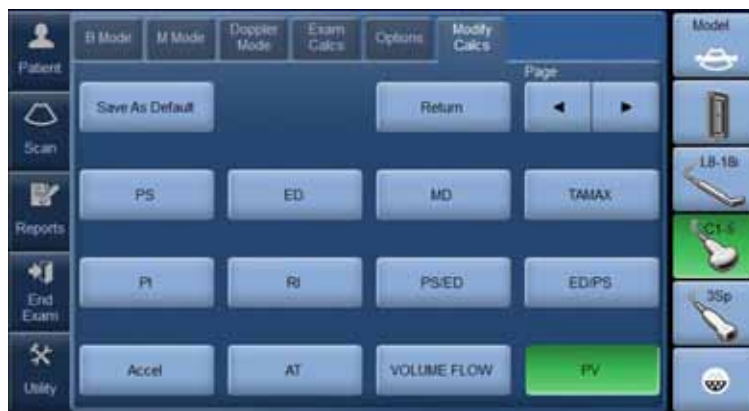 Patient
Scan
Reports
End
Exam
Utility
B Mode
M Mode
Doppler
Mode
Exam
Calcs
Options
Modify
Calcs
Save As Default
Return
Page
PS
ED
MD
TAMAX
PI
RI
PS/ED
ED/PS
Accel
AT
VOLUME FLOW
PV
Model
L8-18i
3Sp